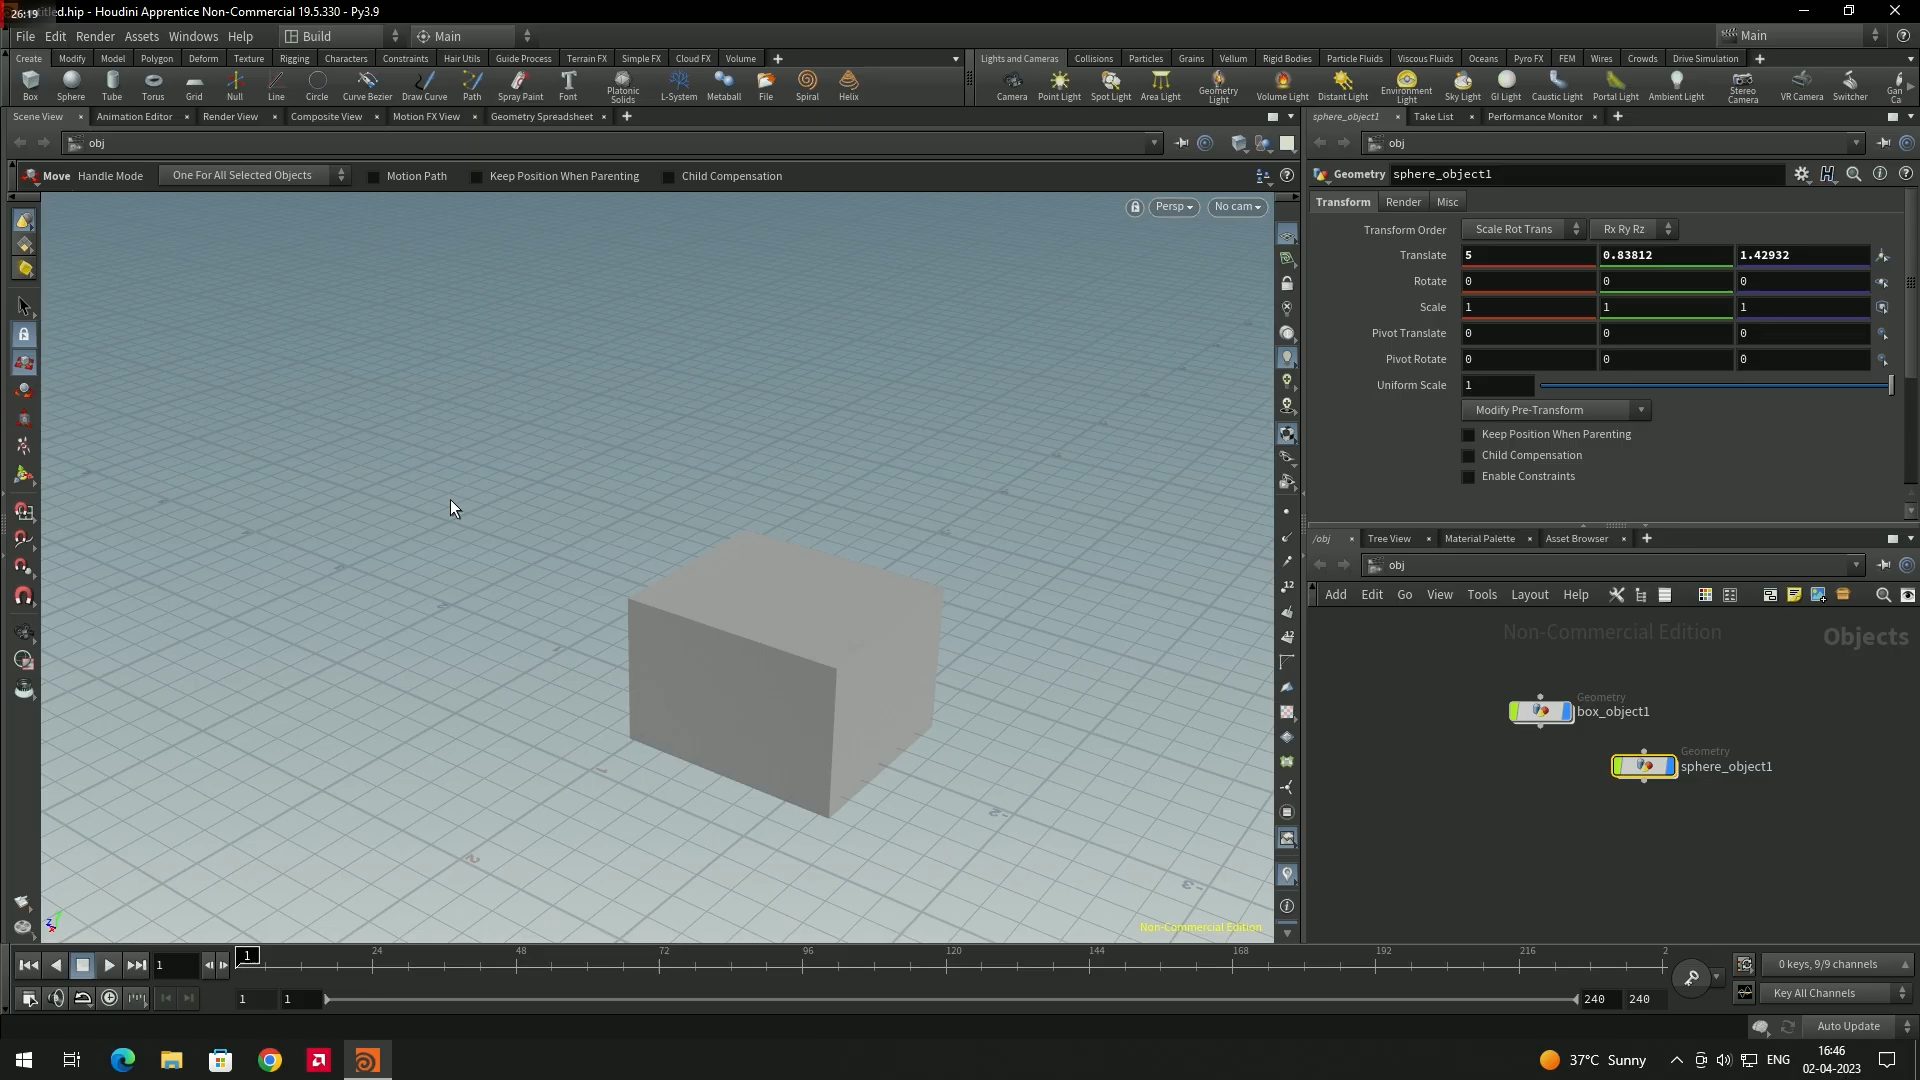 26:19
d.hip - Houdini Apprentice Non-Commercial 19.5.330 - Py3.9
File Edit Render Assets Windows Help Build Main Main
Create Modify Model Polygon Deform Texture Rigging Characters Constraints Hair Utils Guide Process Terrain FX Simple FX Cloud FX Volume
Lights and Cameras Collisions Particles Grains Vellum Rigid Bodies Particle Fluids Viscous Fluids Oceans Pyro FX FEM Wires Crowds Drive Simulation
Box Sphere Tube Torus Grid Null Line Circle Curve Bezier Draw Curve Path Spray Paint Font Platonic Solids L-System Metaball File Spiral Helix
Camera Point Light Spot Light Area Light Geometry Light Volume Light Distant Light Environment Light Sky Light GI Light Caustic Light Portal Light Ambient Light Stereo Camera VR Camera Switcher Gan Ca
Scene View Animation Editor Render View Composite View Motion FX View Geometry Spreadsheet
sphere_object1 Take List Performance Monitor
obj
obj
Move Handle Mode One For All Selected Objects Motion Path Keep Position When Parenting Child Compensation
Geometry sphere_object1
Persp No cam
Transform Render Misc
Transform Order Scale Rot Trans Rx Ry Rz
Translate 5 0.83812 1.42932
Rotate 0 0 0
Scale 1 1 1
Pivot Translate 0 0 0
Pivot Rotate 0 0 0
Uniform Scale 1
Modify Pre-Transform
Keep Position When Parenting
Child Compensation
Enable Constraints
/obj Tree View Material Palette Asset Browser
obj
Add Edit Go View Tools Layout Help
Non-Commercial Edition
Objects
Geometry
box_object1
Geometry
sphere_object1
Non-Commercial Edition
1 1 24 48 72 96 120 144 168 192 216 2
0 keys, 9/9 channels
1 1 240 240
Key All Channels
Auto Update
37°C Sunny
ENG
16:46
02-04-2023